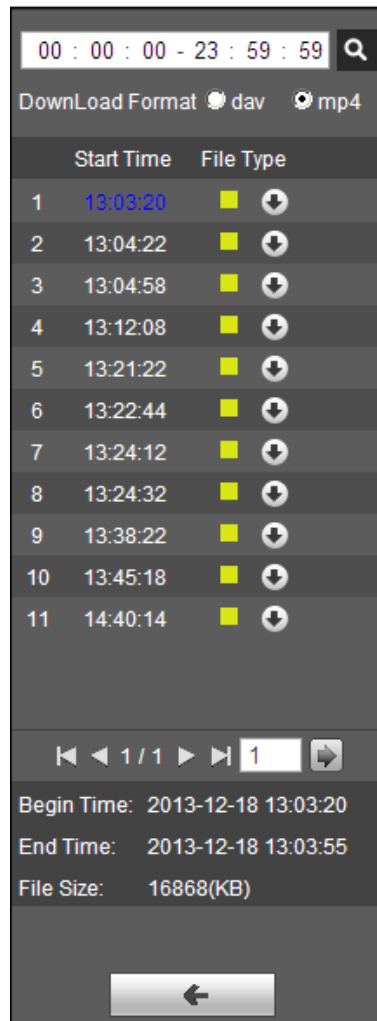 00 : 00 : 00 - 23 : 59 : 59
DownLoad Format dav mp4
Start Time File Type
1 13:03:20
2 13:04:22
3 13:04:58
4 13:12:08
5 13:21:22
6 13:22:44
7 13:24:12
8 13:24:32
9 13:38:22
10 13:45:18
11 14:40:14
1 / 1 1
Begin Time: 2013-12-18 13:03:20
End Time: 2013-12-18 13:03:55
File Size: 16868(KB)